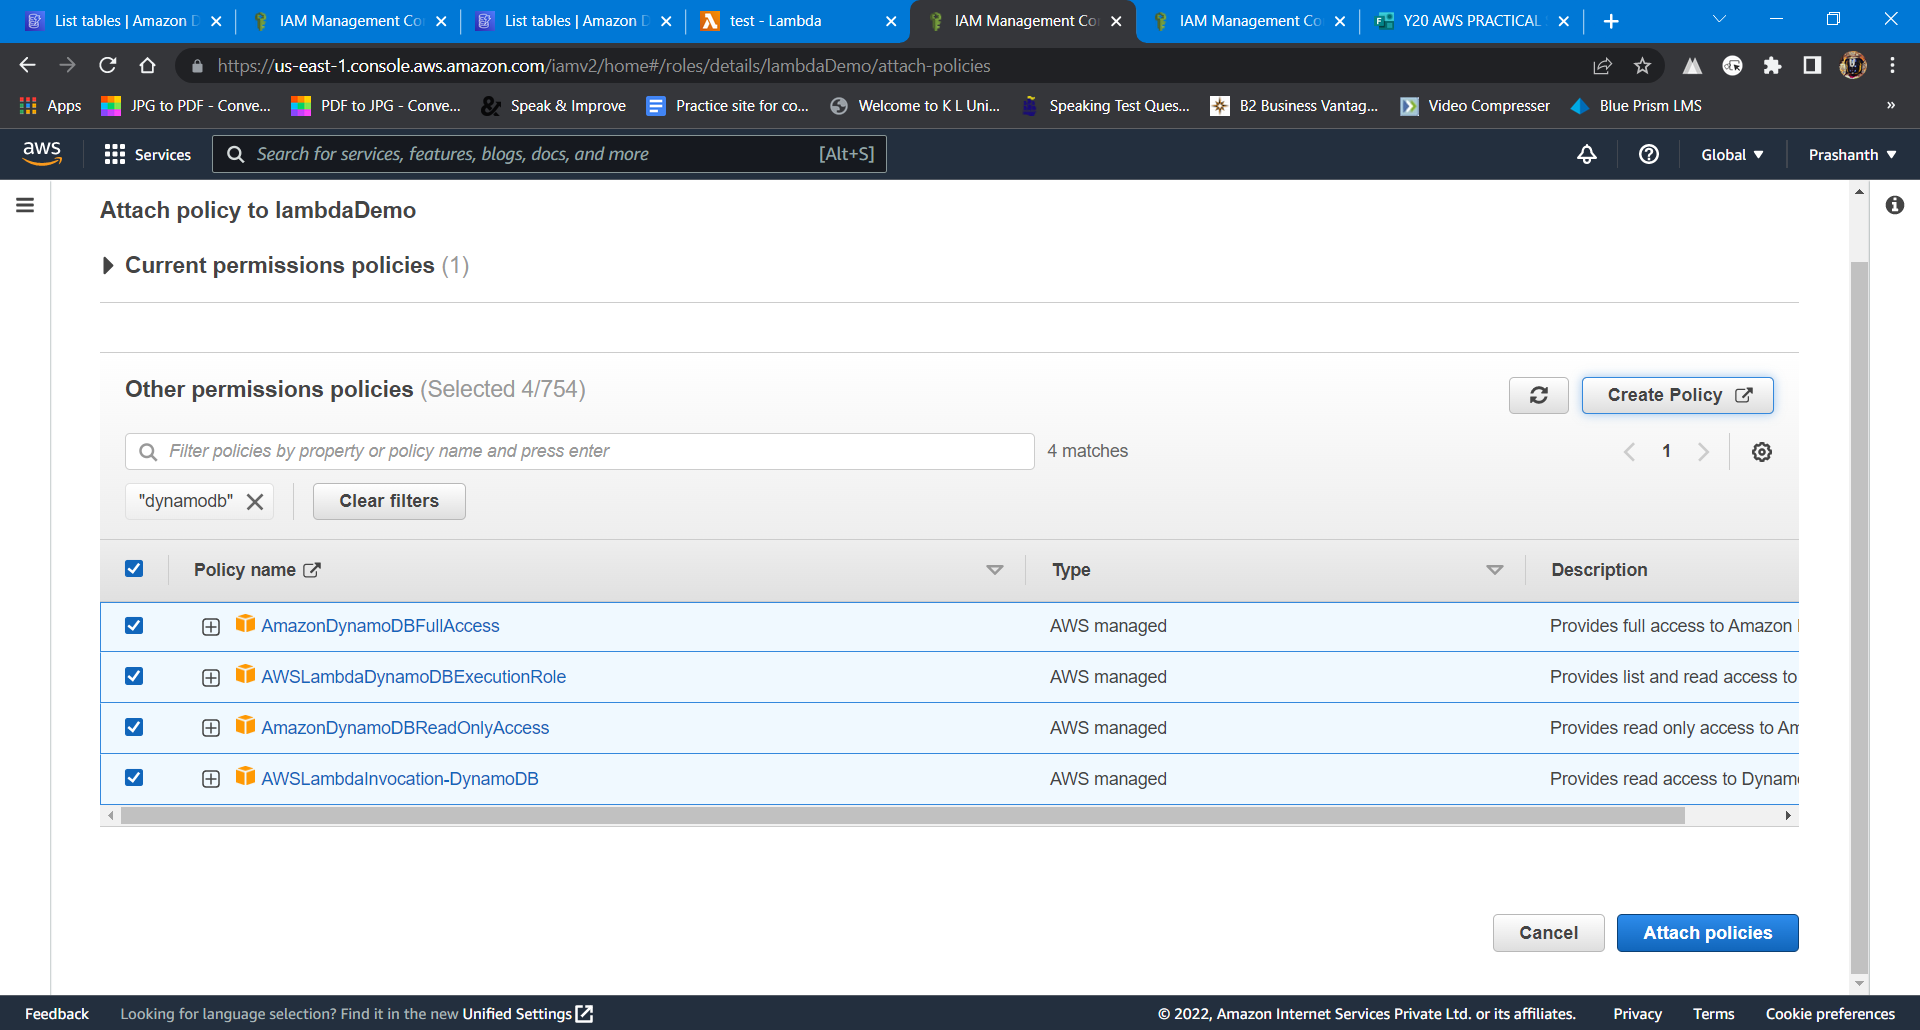 List tables | Amazon D
IAM Management Co
List tables | Amazon D
test - Lambda
IAM Management Co
IAM Management Co
Y20 AWS PRACTICAL
https://us-east-1.console.aws.amazon.com/iamv2/home#/roles/details/lambdaDemo/attach-policies
Apps
JPG to PDF - Conve...
PDF to JPG - Conve...
Speak & Improve
Practice site for co...
Welcome to K L Uni...
Speaking Test Ques...
B2 Business Vantag...
Video Compresser
Blue Prism LMS
»
aws
Services
Search for services, features, blogs, docs, and more
[Alt+S]
Global
Prashanth
Attach policy to lambdaDemo
Current permissions policies (1)
Other permissions policies (Selected 4/754)
Create Policy
Filter policies by property or policy name and press enter
4 matches
1
"dynamodb"
Clear filters
Policy name
Type
Description
AmazonDynamoDBFullAccess
AWS managed
Provides full access to Amazon
AWSLambdaDynamoDBExecutionRole
AWS managed
Provides list and read access to
AmazonDynamoDBReadOnlyAccess
AWS managed
Provides read only access to Am
AWSLambdaInvocation-DynamoDB
AWS managed
Provides read access to Dynam
Cancel
Attach policies
Feedback
Looking for language selection? Find it in the new Unified Settings
© 2022, Amazon Internet Services Private Ltd. or its affiliates.
Privacy
Terms
Cookie preferences